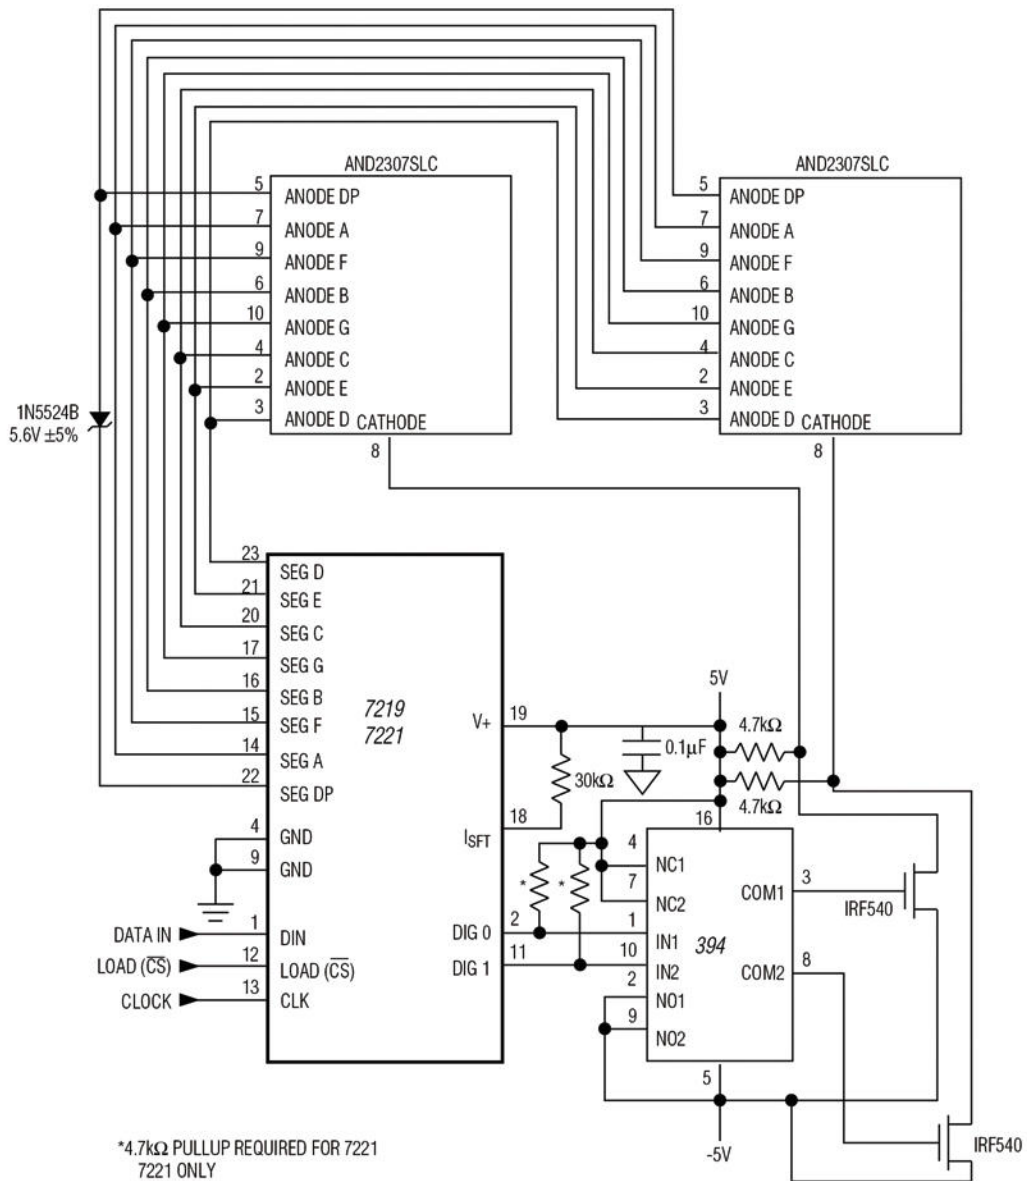 AND2307SLC
5 ANODE DP
7 ANODE A
9 ANODE F
6 ANODE B
10 ANODE G
4 ANODE C
2 ANODE E
3 ANODE D CATHODE
8
AND2307SLC
5 ANODE DP
7 ANODE A
9 ANODE F
6 ANODE B
10 ANODE G
4 ANODE C
2 ANODE E
3 ANODE D CATHODE
8
1N5524B
5.6V ±5%
23 SEG D
21 SEG E
20 SEG C
17 SEG G
16 SEG B
15 SEG F
14 SEG A
22 SEG DP
4 GND
9 GND
DATA IN 1 DIN
LOAD (CS) 12 LOAD (CS)
CLOCK 13 CLK
7219
7221
V+ 19
ISFT 18
DIG 0 2
DIG 1 11
30kΩ
0.1μF
5V
4.7kΩ
4.7kΩ
*
*
16
4 NC1
7 NC2
1 IN1
10 IN2
2 NO1
9 NO2
394
COM1 3
COM2 8
5
-5V
IRF540
IRF540
*4.7kΩ PULLUP REQUIRED FOR 7221
7221 ONLY